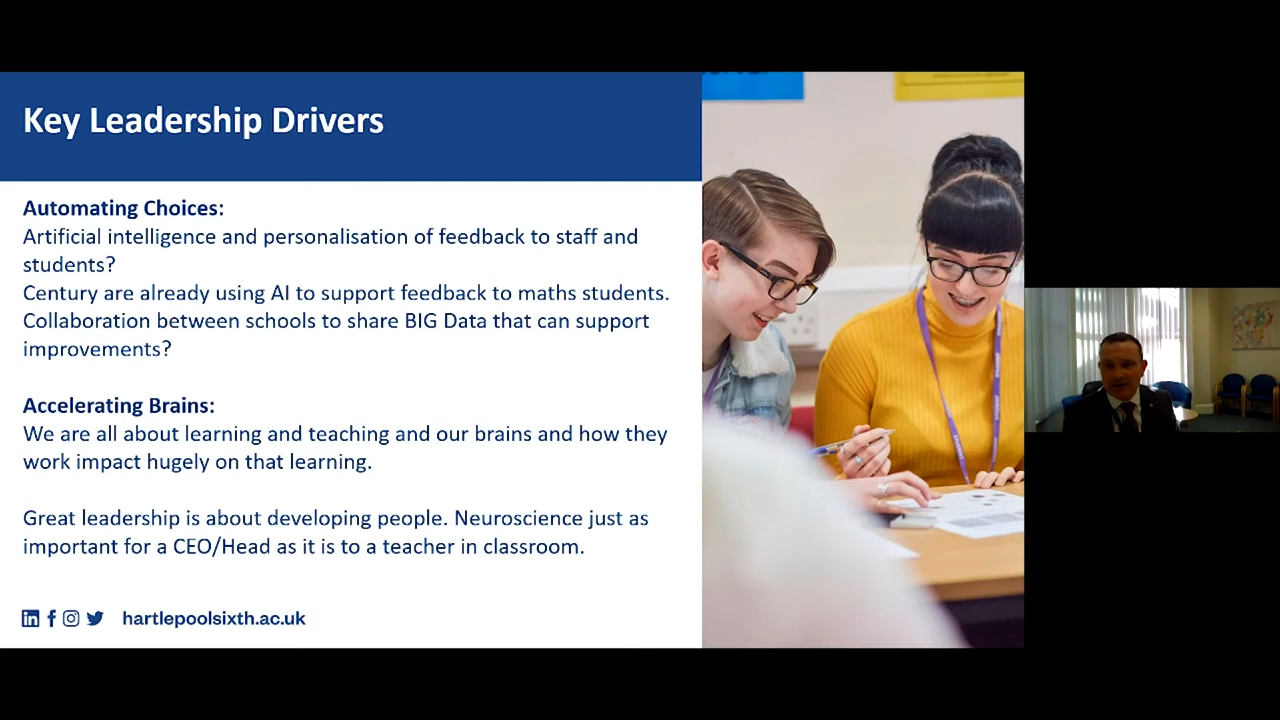 Key Leadership Drivers
Automating Choices:
Artificial intelligence and personalisation of feedback to staff and
students?
Century are already using AI to support feedback to maths students.
Collaboration between schools to share BIG Data that can support
improvements?
Accelerating Brains:
We are all about learning and teaching and our brains and how they
work impact hugely on that learning.
Great leadership is about developing people. Neuroscience just as
important for a CEO/Head as it is to a teacher in classroom.
hartlepoolsixth.ac.uk